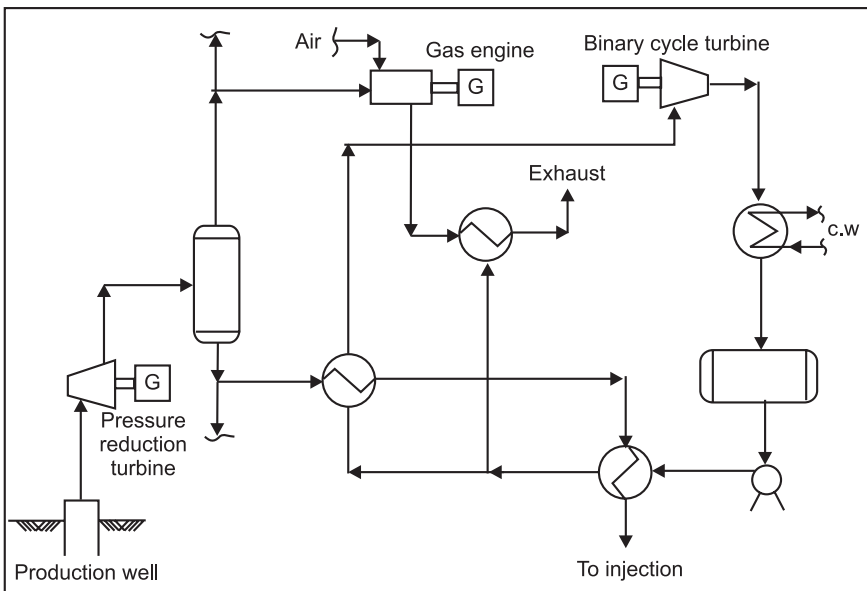 Air
Gas engine
G
Binary cycle turbine
G
Exhaust
c.w
G
Pressure
reduction
turbine
Production well
To injection